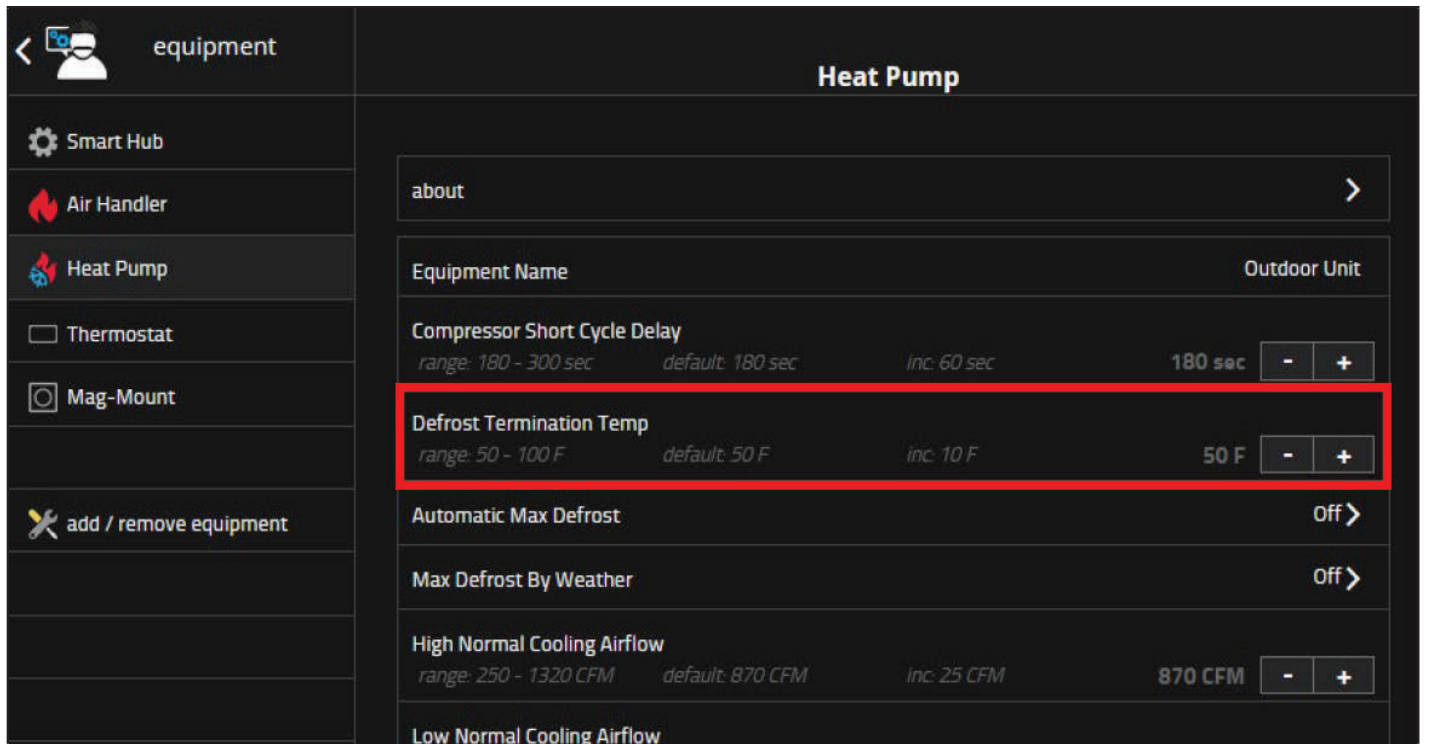 equipment
Smart Hub
Air Handler
Heat Pump
Thermostat
Mag-Mount
add / remove equipment
Heat Pump
about
Equipment Name Outdoor Unit
Compressor Short Cycle Delay
range: 180 - 300 sec default: 180 sec inc: 60 sec 180 sec - +
Defrost Termination Temp
range: 50 - 100 F default: 50 F inc: 10 F 50 F - +
Automatic Max Defrost Off
Max Defrost By Weather Off
High Normal Cooling Airflow
range: 250 - 1320 CFM default: 870 CFM inc: 25 CFM 870 CFM - +
Low Normal Cooling Airflow